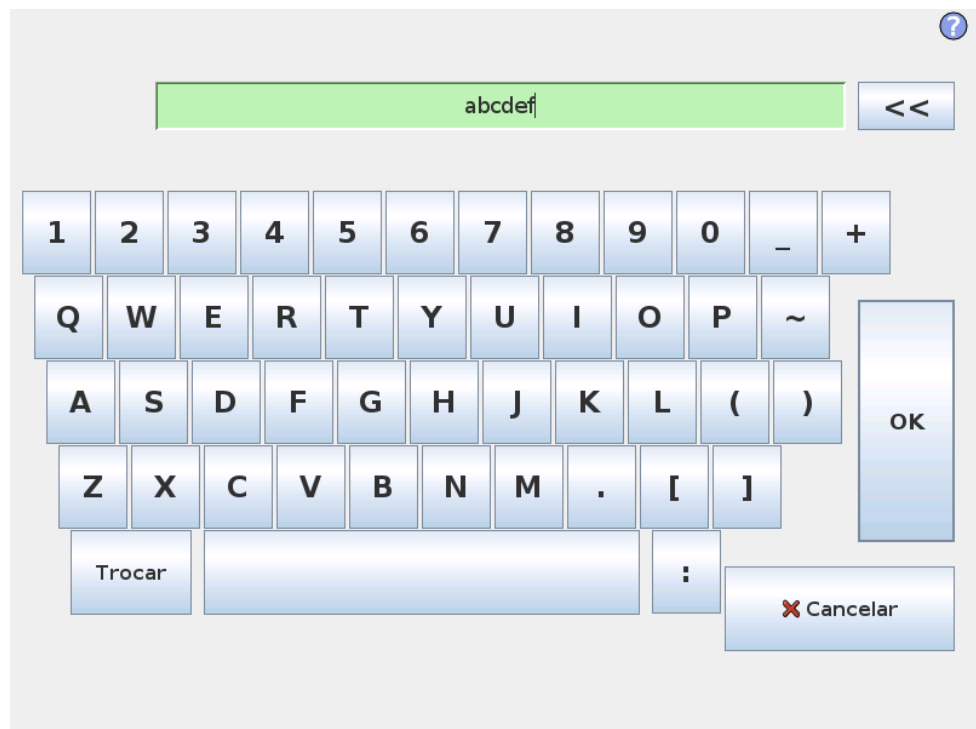 ?
abcdef
<<
1 2 3 4 5 6 7 8 9 0 _ +
Q W E R T Y U I O P ~
A S D F G H J K L ( )
OK
Z X C V B N M . [ ]
Trocar :
Cancelar